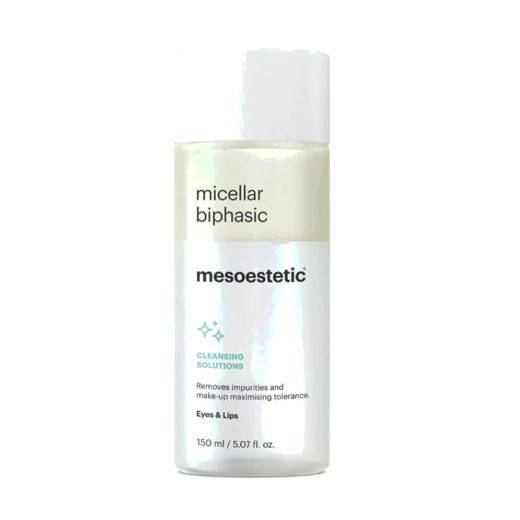 micellar
biphasic
mesoestetic®
CLEANSING
SOLUTIONS
Removes impurities and
make-up maximising tolerance.
Eyes & Lips
150 ml / 5.07 fl. oz.